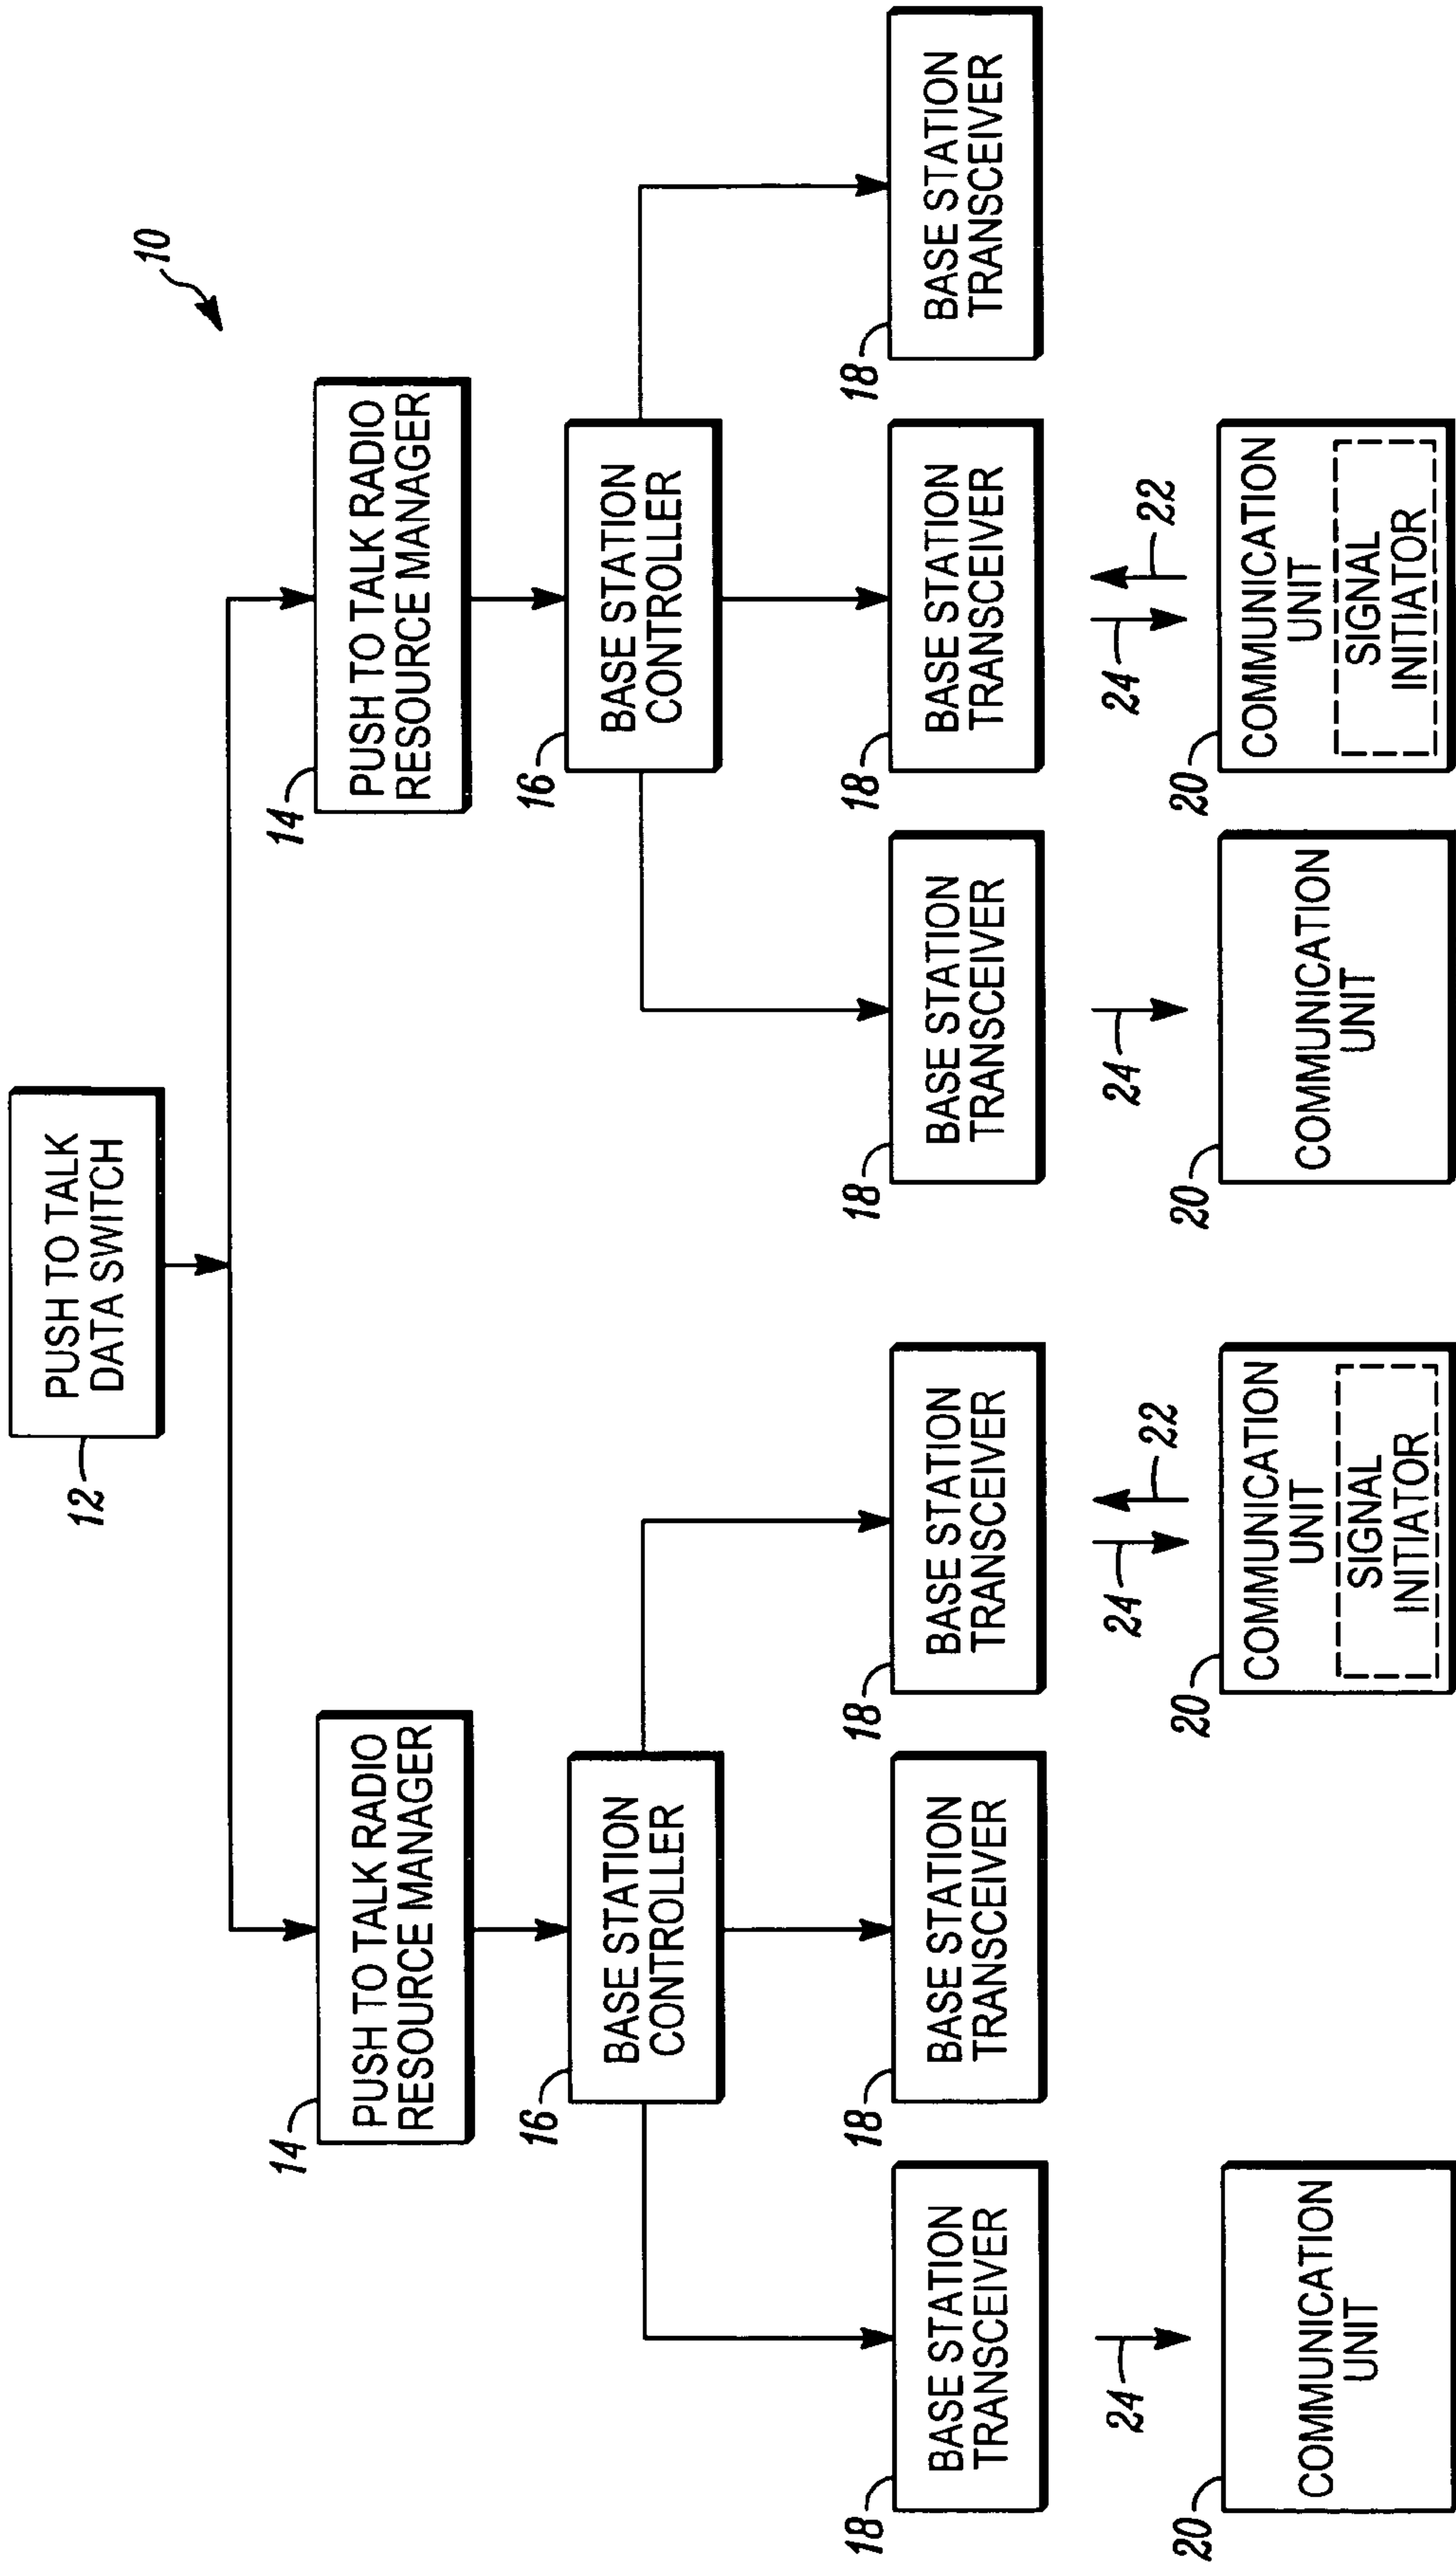 10
PUSH TO TALK
DATA SWITCH
12
PUSH TO TALK RADIO
RESOURCE MANAGER
14
PUSH TO TALK RADIO
RESOURCE MANAGER
14
BASE STATION
CONTROLLER
16
BASE STATION
CONTROLLER
16
BASE STATION
TRANSCEIVER
18
BASE STATION
TRANSCEIVER
18
BASE STATION
TRANSCEIVER
18
BASE STATION
TRANSCEIVER
18
BASE STATION
TRANSCEIVER
18
BASE STATION
TRANSCEIVER
18
24
24
22
24
24
22
COMMUNICATION
UNIT
20
COMMUNICATION
UNIT
SIGNAL
INITIATOR
20
COMMUNICATION
UNIT
20
COMMUNICATION
UNIT
SIGNAL
INITIATOR
20